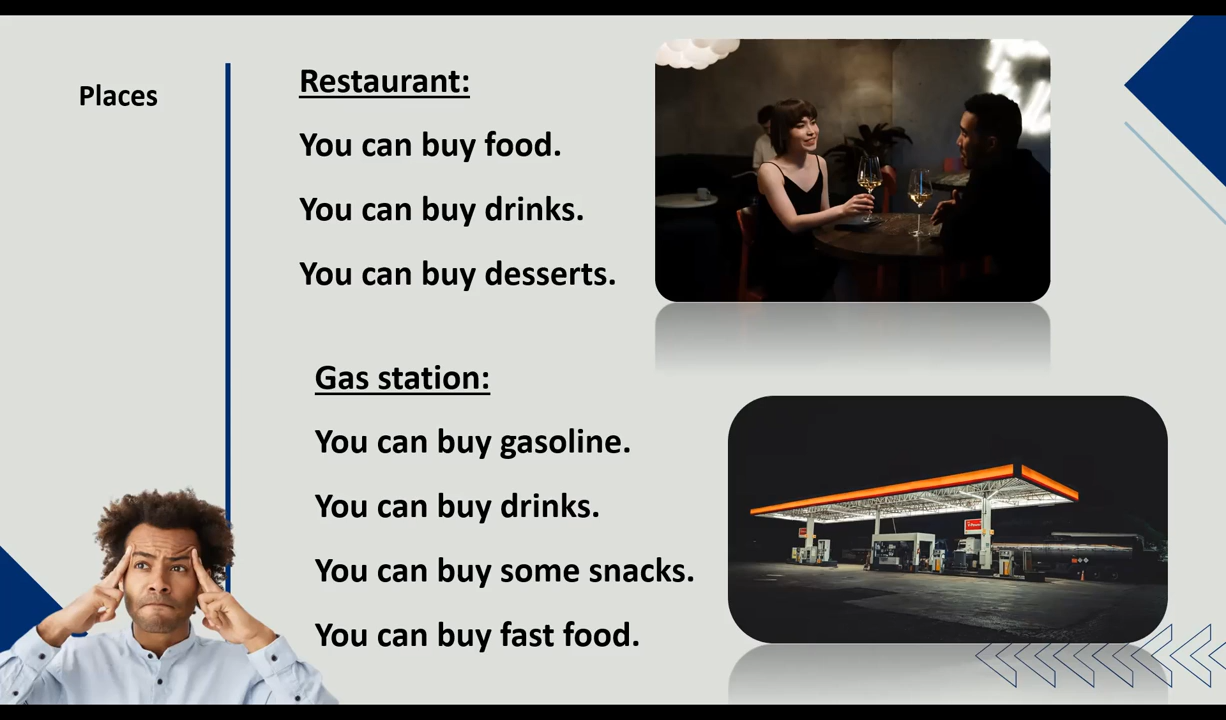 Places
Restaurant:
You can buy food.
You can buy drinks.
You can buy desserts.
Gas station:
You can buy gasoline.
You can buy drinks.
You can buy some snacks.
You can buy fast food.